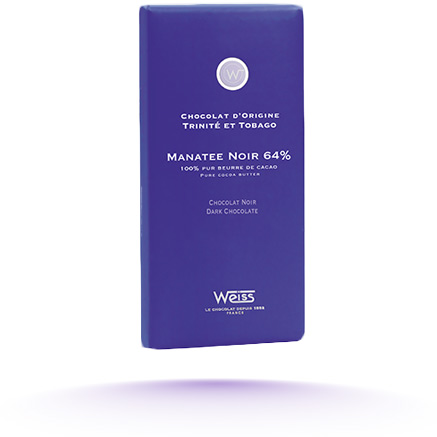 W
CHOCOLAT D'ORIGINE
TRINITÉ ET TOBAGO
MANATEE NOIR 64%
100% PUR BEURRE DE CACAO
PURE COCOA BUTTER
CHOCOLAT NOIR
DARK CHOCOLATE
Weiss
LE CHOCOLAT DEPUIS 1882
FRANCE